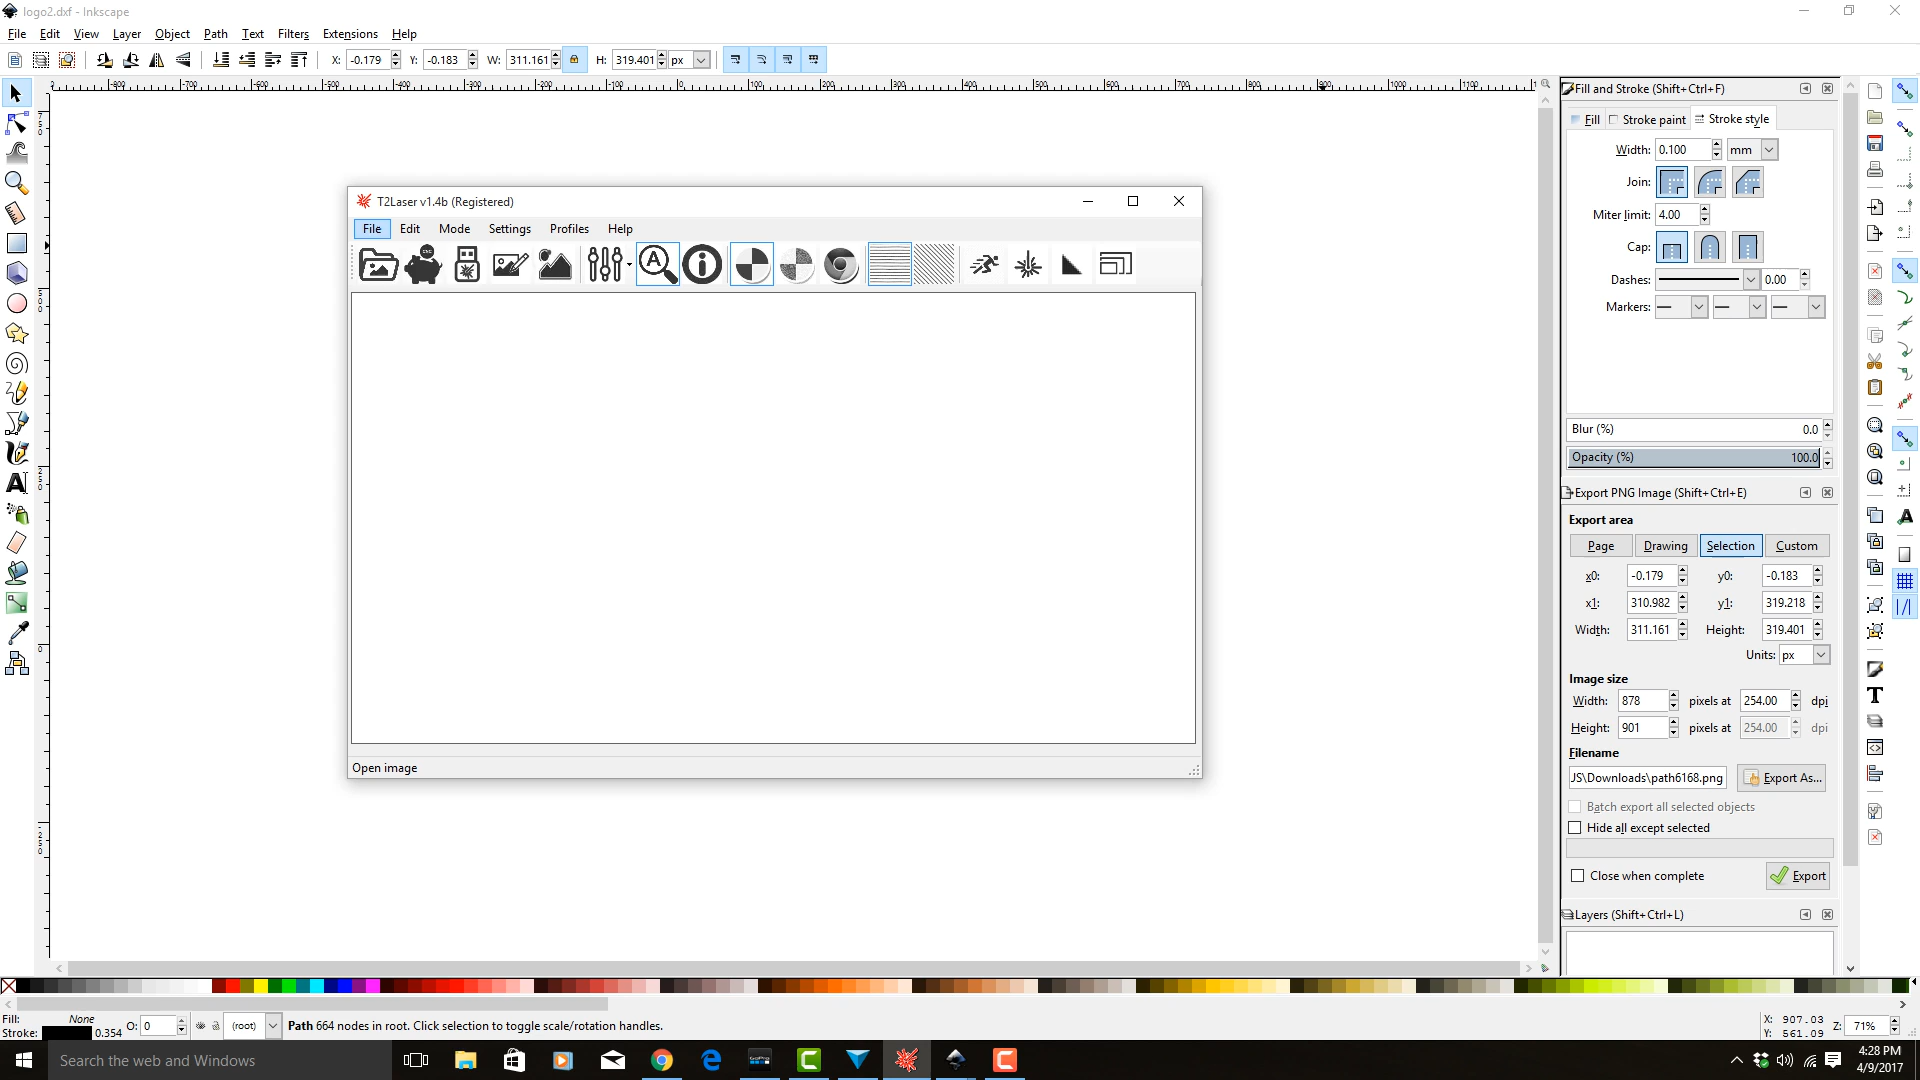 logo2.dxf - Inkscape
File Edit View Layer Object Path Text Filters Extensions Help
X: -0.179 Y: -0.183 W: 311.161 H: 319.401 px
Fill and Stroke (Shift+Ctrl+F)
Fill Stroke paint Stroke style
Width: 0.100 mm
Join:
Miter limit: 4.00
Cap:
Dashes: 0.00
Markers:
Blur (%) 0.0
Opacity (%) 100.0
T2Laser v1.4b (Registered)
File Edit Mode Settings Profiles Help
Open image
Export PNG Image (Shift+Ctrl+E)
Export area
Page Drawing Selection Custom
x0: -0.179 y0: -0.183
x1: 310.982 y1: 319.218
Width: 311.161 Height: 319.401
Units: px
Image size
Width: 878 pixels at 254.00 dpi
Height: 901 pixels at 254.00 dpi
Filename
JS\Downloads\path6168.png Export As...
Batch export all selected objects
Hide all except selected
Close when complete Export
Layers (Shift+Ctrl+L)
Fill: None
Stroke: 0.354 O: 0 (root) Path 664 nodes in root. Click selection to toggle scale/rotation handles.
X: 907.03
Y: 561.09
Z: 71%
Search the web and Windows
4:28 PM
4/9/2017